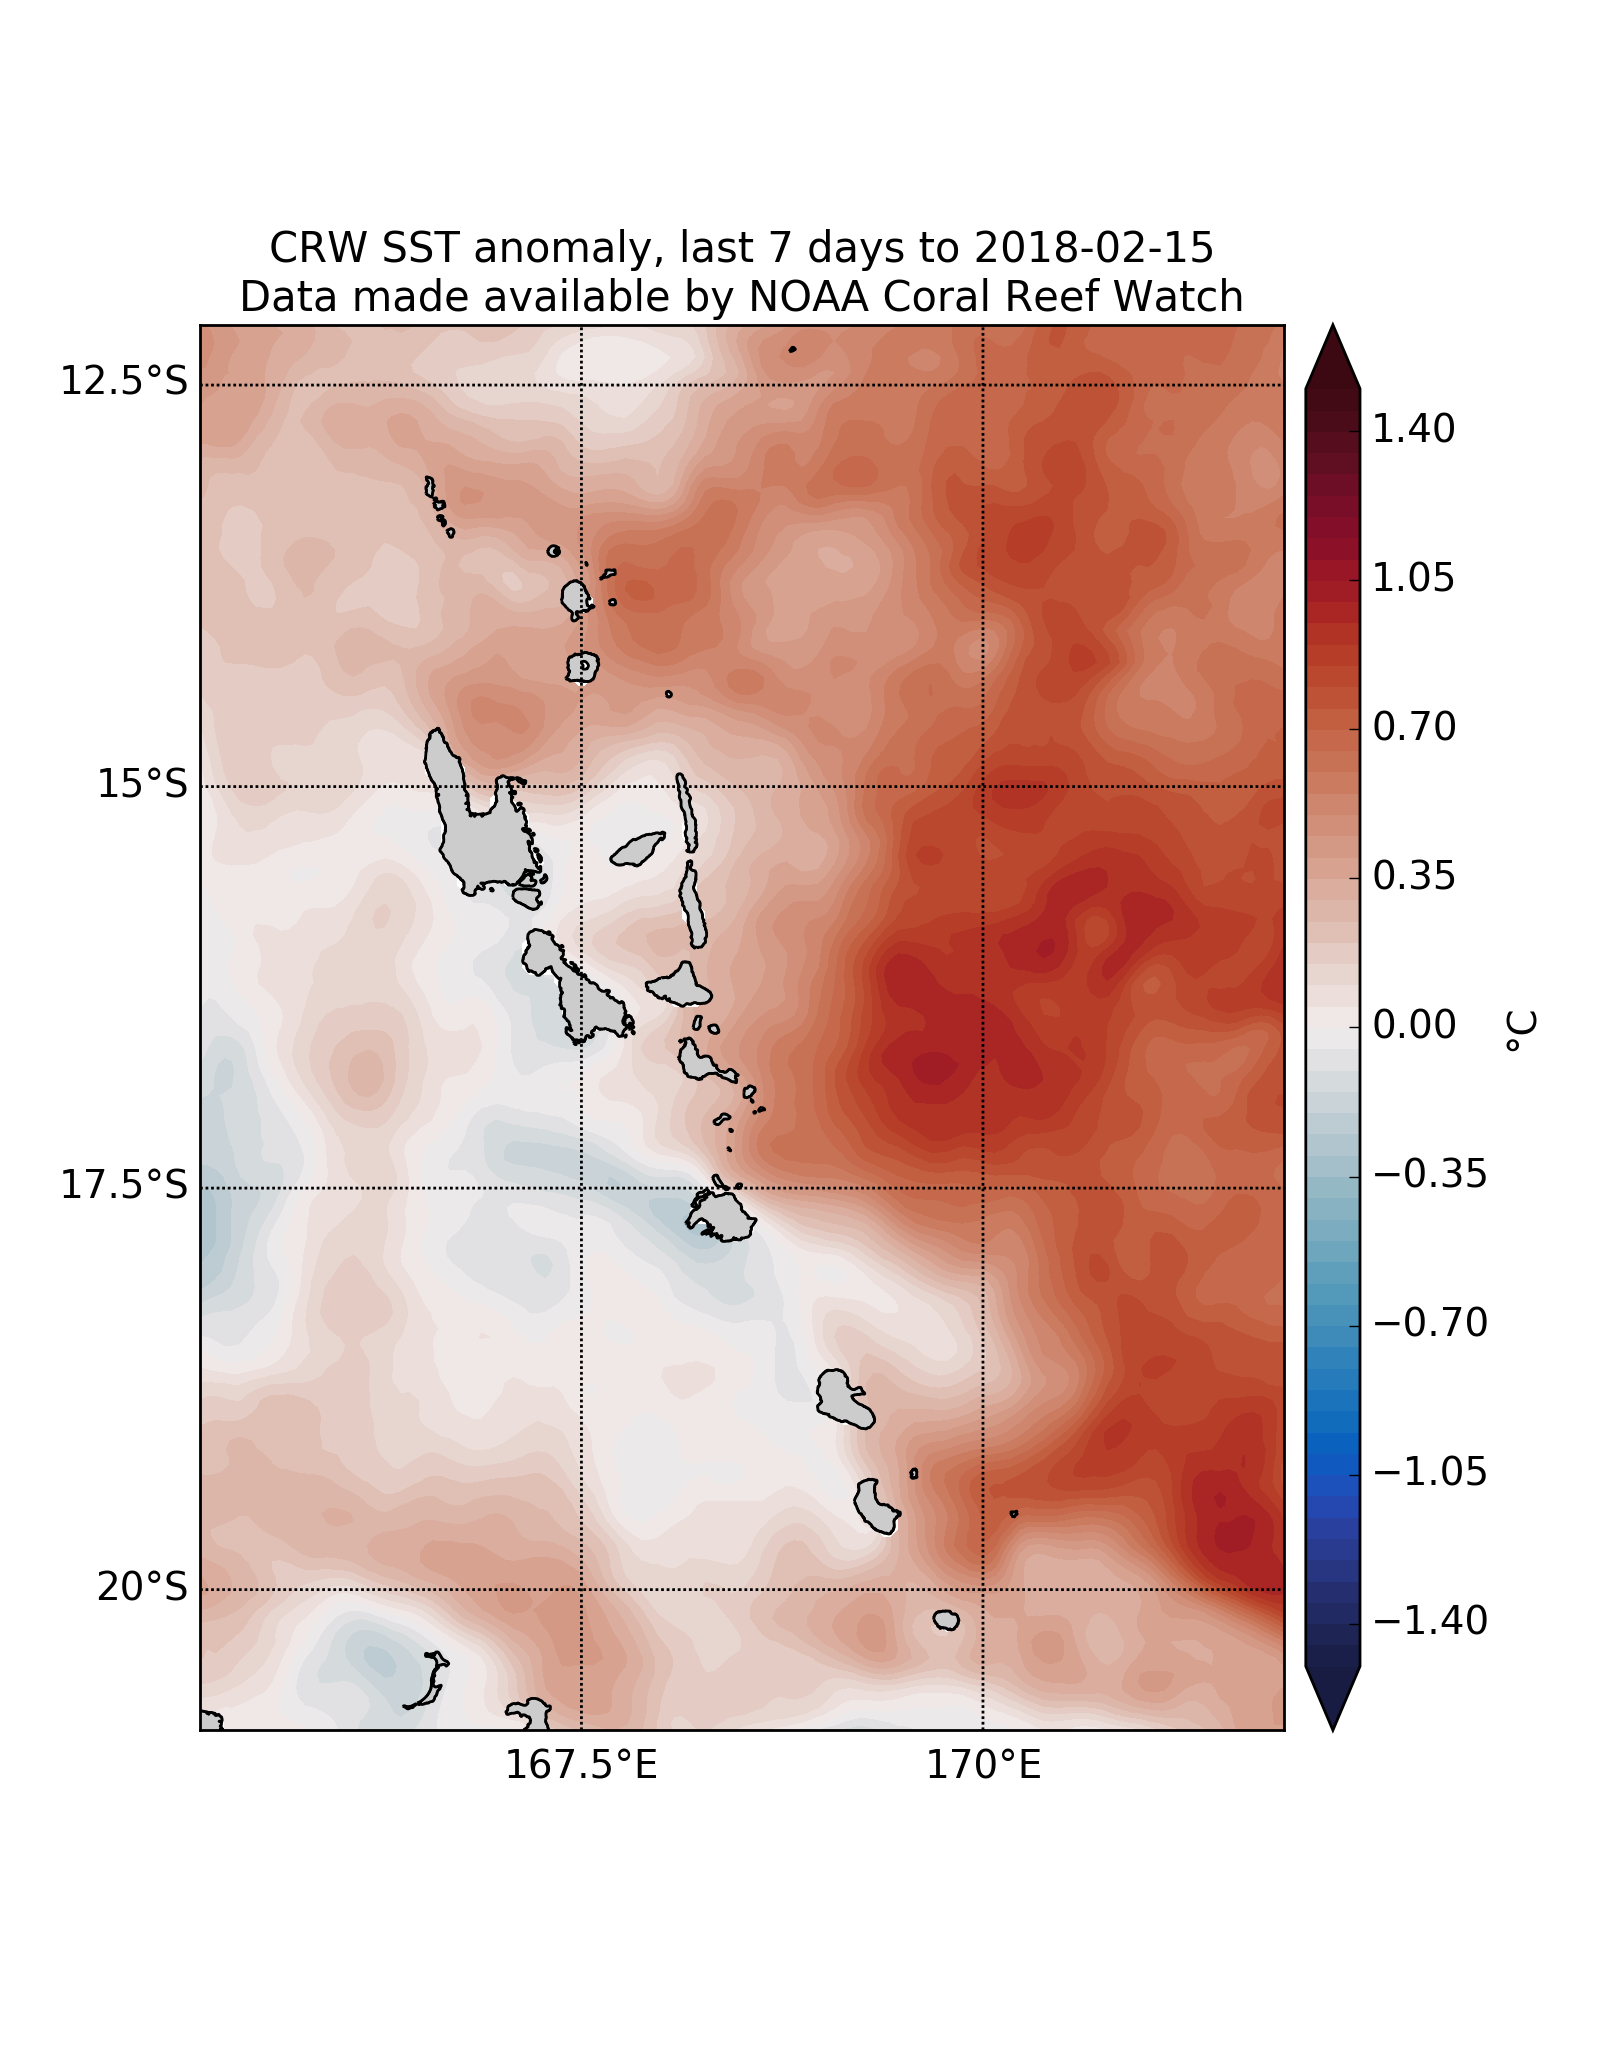 CRW SST anomaly, last 7 days to 2018-02-15
Data made available by NOAA Coral Reef Watch
12.5°S
15°S
17.5°S
20°S
167.5°E
170°E
1.40
1.05
0.70
0.35
0.00
−0.35
−0.70
−1.05
−1.40
°C